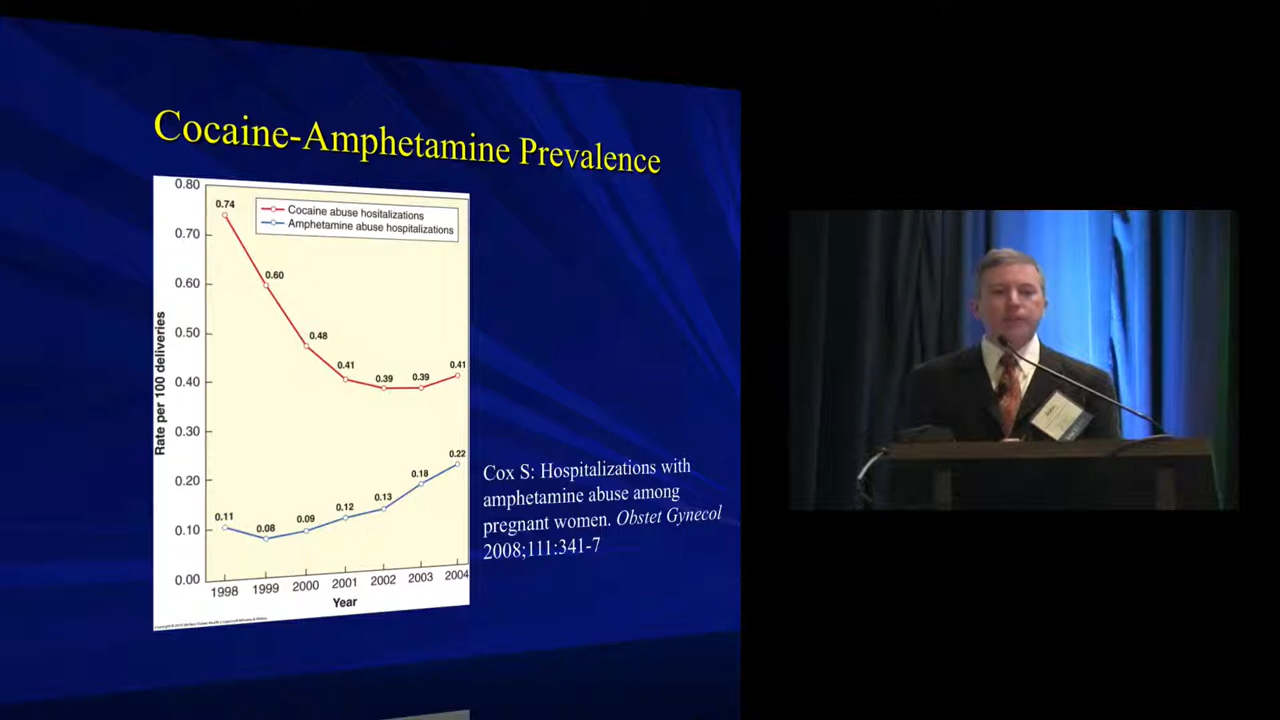 Cocaine-Amphetamine Prevalence
0.80
0.70
0.60
0.50
0.40
0.30
0.20
0.10
0.00
Rate per 100 deliveries
Cocaine abuse hositalizations
Amphetamine abuse hospitalizations
0.74
0.60
0.48
0.41
0.39
0.39
0.41
0.11
0.08
0.09
0.12
0.13
0.18
0.22
1998 1999 2000 2001 2002 2003 2004
Year
Cox S: Hospitalizations with
amphetamine abuse among
pregnant women. Obstet Gynecol
2008;111:341-7